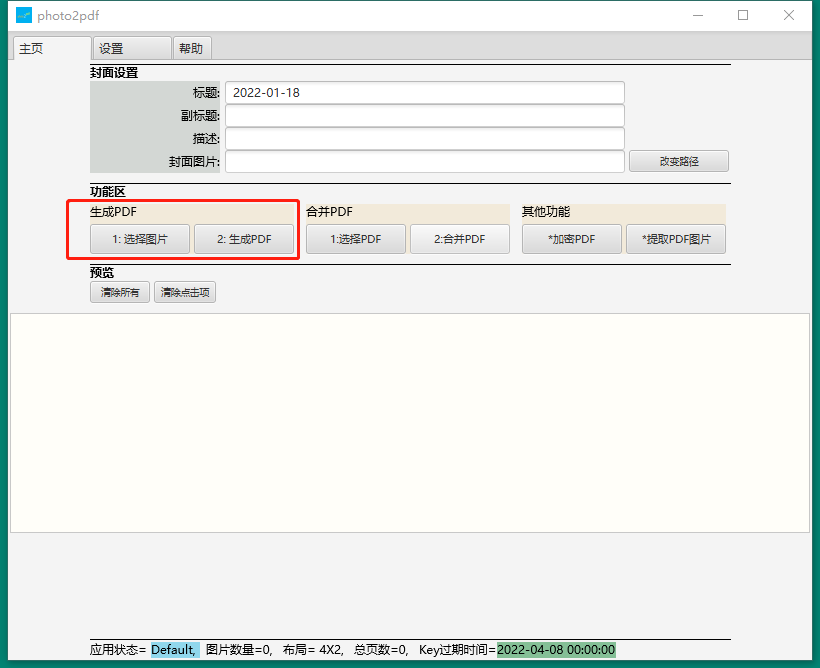 photo2pdf
主页 设置 帮助
封面设置
标题: 2022-01-18
副标题:
描述:
封面图片: 改变路径
功能区
生成PDF 合并PDF 其他功能
1: 选择图片 2: 生成PDF 1:选择PDF 2:合并PDF *加密PDF *提取PDF图片
预览
清除所有 清除点击项
应用状态= Default, 图片数量=0, 布局= 4X2, 总页数=0, Key过期时间=2022-04-08 00:00:00